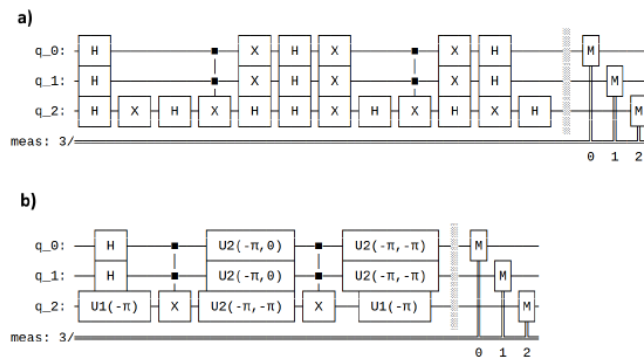 a)
q_0: H X H X X H M
q_1: H X H X X H M
q_2: H X H X H H X H X H X H M
meas: 3/
0 1 2
b)
q_0: H U2(-π,0) U2(-π,-π) M
q_1: H U2(-π,0) U2(-π,-π) M
q_2: U1(-π) X U2(-π,-π) X U1(-π) M
meas: 3/
0 1 2